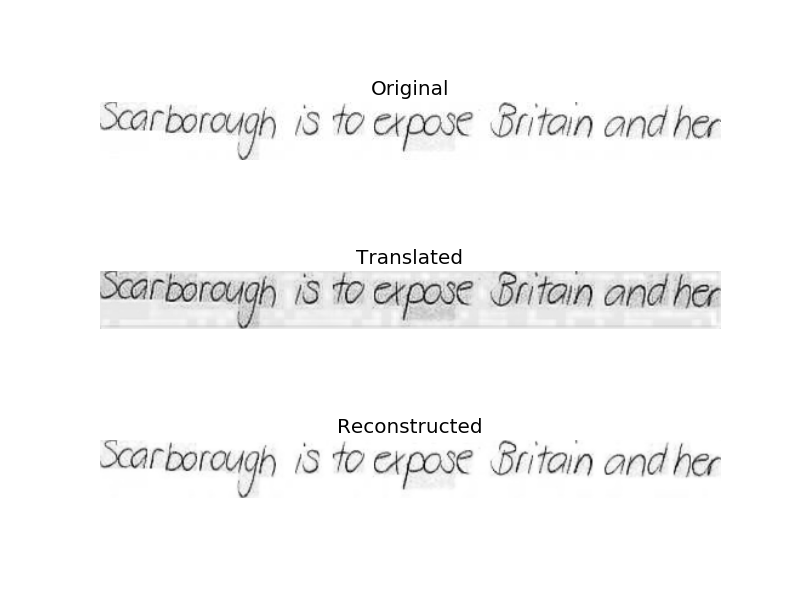 Original
Scarborough is to expose Britain and her
Translated
Scarborough is to expose Britain and her
Reconstructed
Scarborough is to expose Britain and her